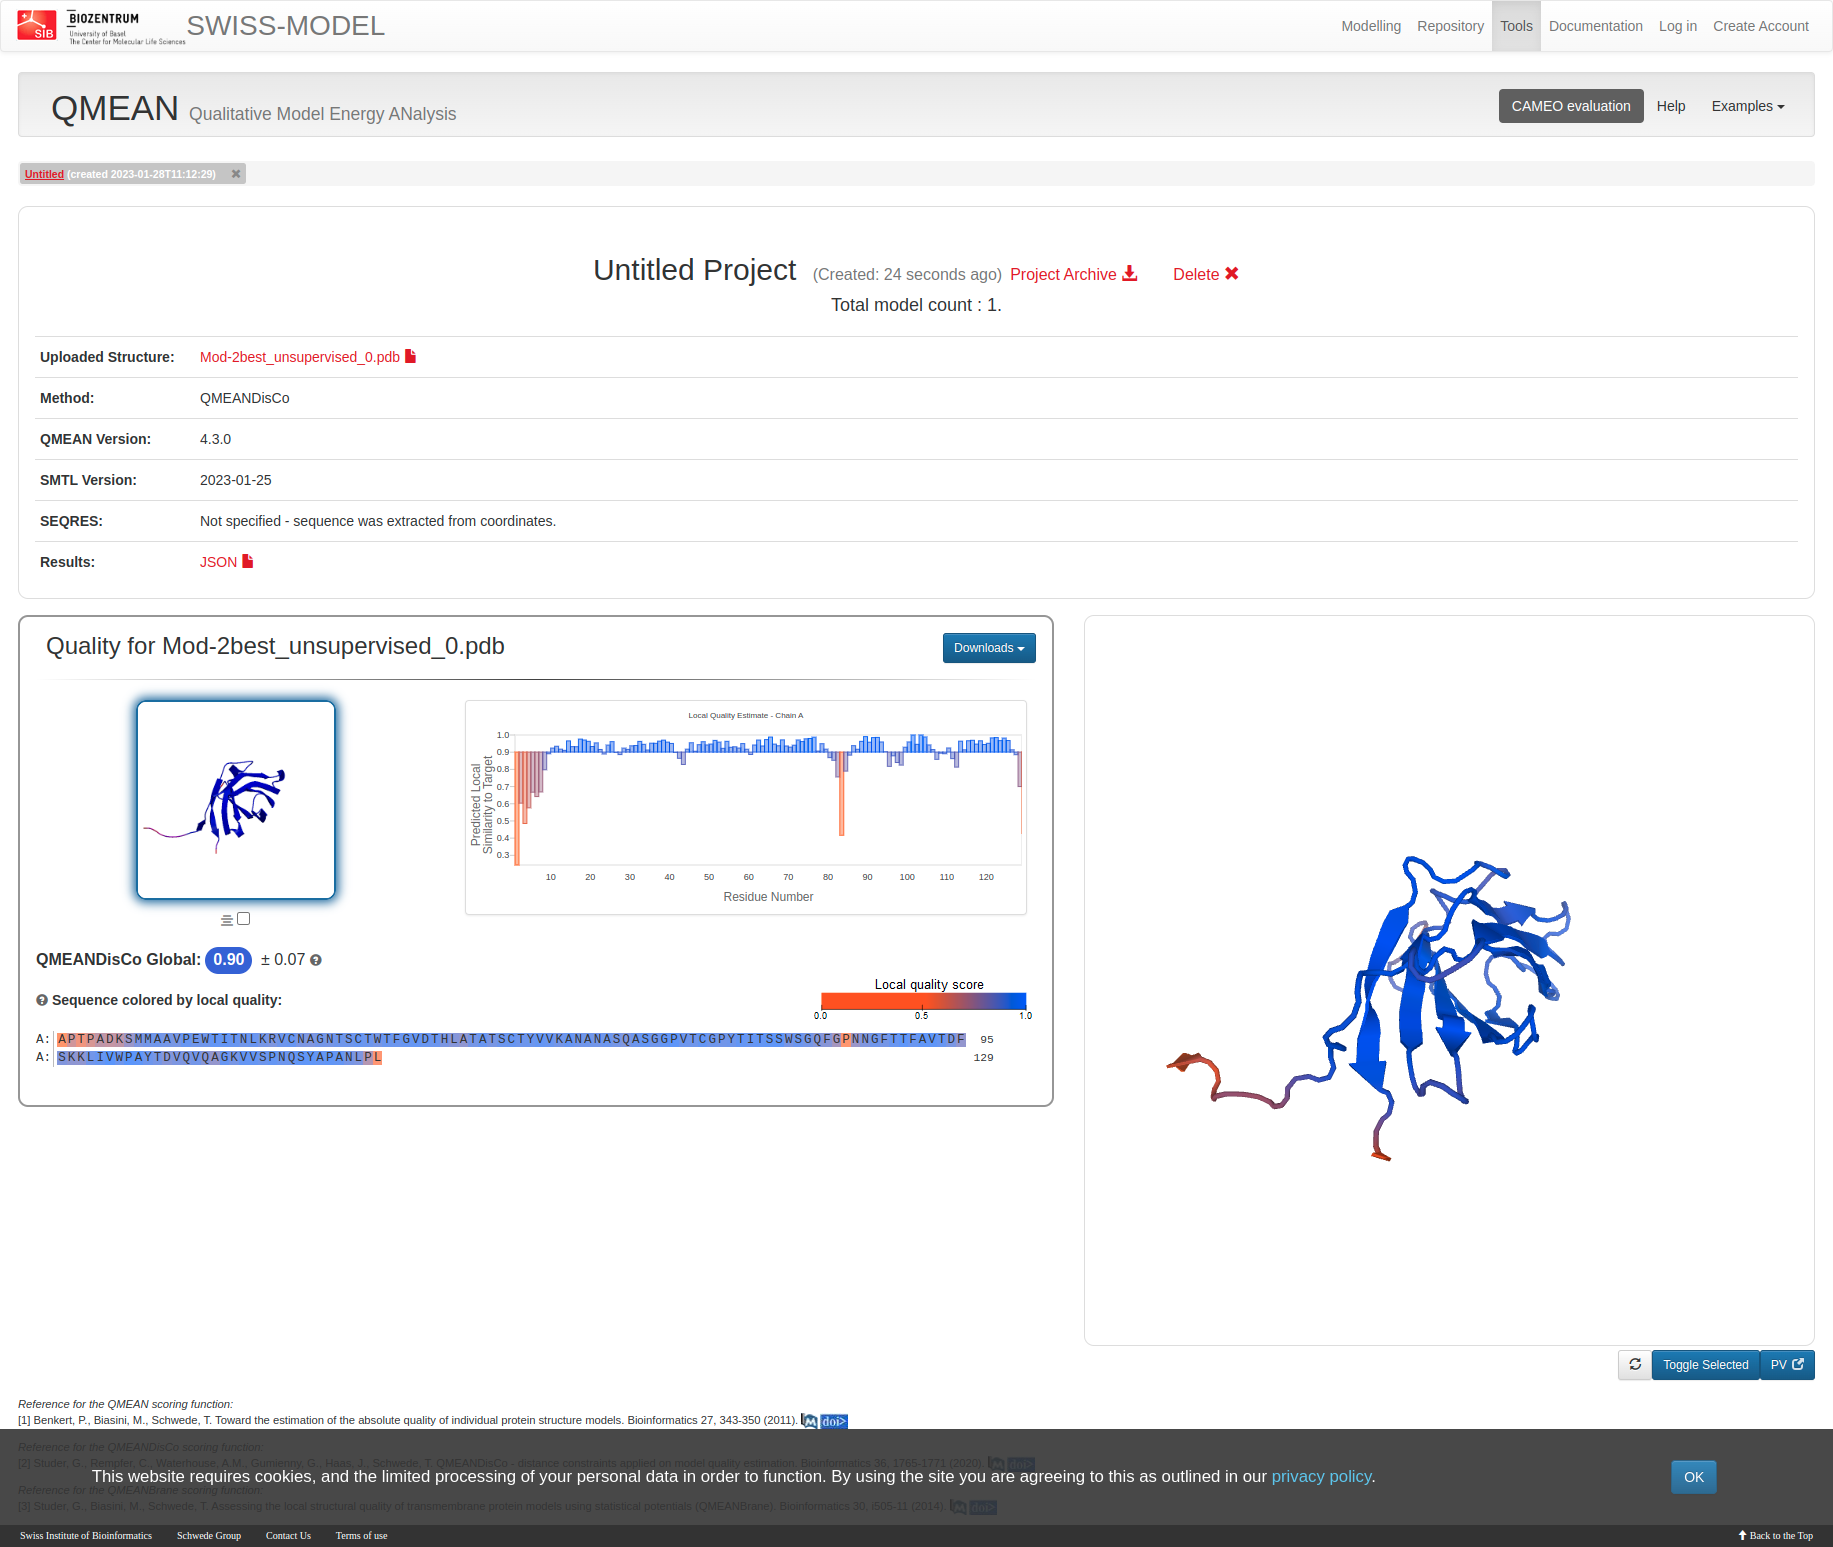 SIB BIOZENTRUM
University of Basel
The Center for Molecular Life Sciences
SWISS-MODEL
Modelling Repository Tools Documentation Log in Create Account
QMEAN Qualitative Model Energy ANalysis
CAMEO evaluation Help Examples
Untitled (created 2023-01-28T11:12:29)
Untitled Project (Created: 24 seconds ago) Project Archive Delete
Total model count : 1.
Uploaded Structure: Mod-2best_unsupervised_0.pdb
Method: QMEANDisCo
QMEAN Version: 4.3.0
SMTL Version: 2023-01-25
SEQRES: Not specified - sequence was extracted from coordinates.
Results: JSON
Quality for Mod-2best_unsupervised_0.pdb
Downloads
Local Quality Estimate - Chain A
Predicted Local
Similarity to Target
1.0
0.9
0.8
0.7
0.6
0.5
0.4
0.3
10 20 30 40 50 60 70 80 90 100 110 120
Residue Number
QMEANDisCo Global: 0.90 ± 0.07
Local quality score
0.0 0.5 1.0
Sequence colored by local quality:
A: APTPADKSMMAAVPEWTITNLKRVCNAGNTSCTWTFGVDTHLATATSCTYVVKANANASQASGGPVTCGPYTITSSWSGQFGPNNGFTTFAVTDF 95
A: SKKLIVWPAYTDVQVQAGKVVSPNQSYAPANLPL 129
Toggle Selected PV
Reference for the QMEAN scoring function:
[1] Benkert, P., Biasini, M., Schwede, T. Toward the estimation of the absolute quality of individual protein structure models. Bioinformatics 27, 343-350 (2011). M doi>
Reference for the QMEANDisCo scoring function:
[2] Studer, G., Rempfer, C., Waterhouse, A.M., Gumienny, G., Haas, J., Schwede, T. QMEANDisCo - distance constraints applied on model quality estimation. Bioinformatics 36, 1765-1771 (2020). M doi>
This website requires cookies, and the limited processing of your personal data in order to function. By using the site you are agreeing to this as outlined in our privacy policy.
OK
Reference for the QMEANBrane scoring function:
[3] Studer, G., Biasini, M., Schwede, T. Assessing the local structural quality of transmembrane protein models using statistical potentials (QMEANBrane). Bioinformatics 30, i505-11 (2014). M doi>
Swiss Institute of Bioinformatics Schwede Group Contact Us Terms of use Back to the Top